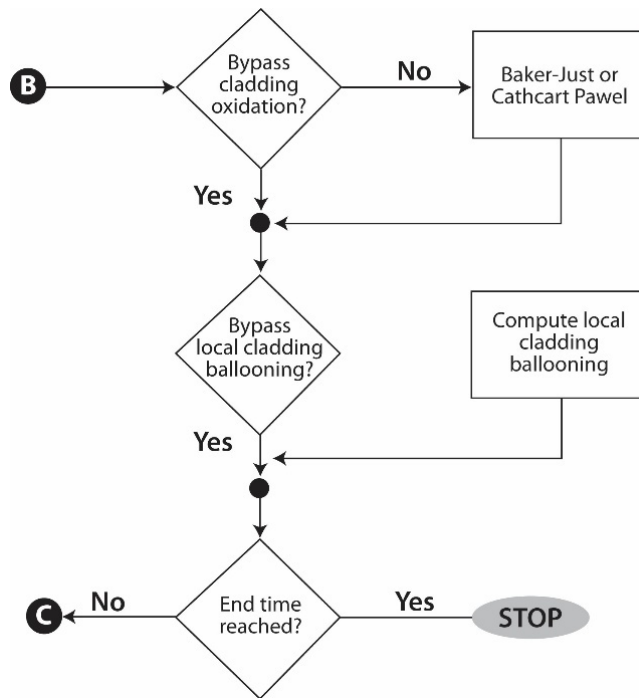 B
Bypass
cladding
oxidation?
No
Baker-Just or
Cathcart Pawel
Yes
Bypass
local cladding
ballooning?
Compute local
cladding
ballooning
Yes
C
No
End time
reached?
Yes
STOP